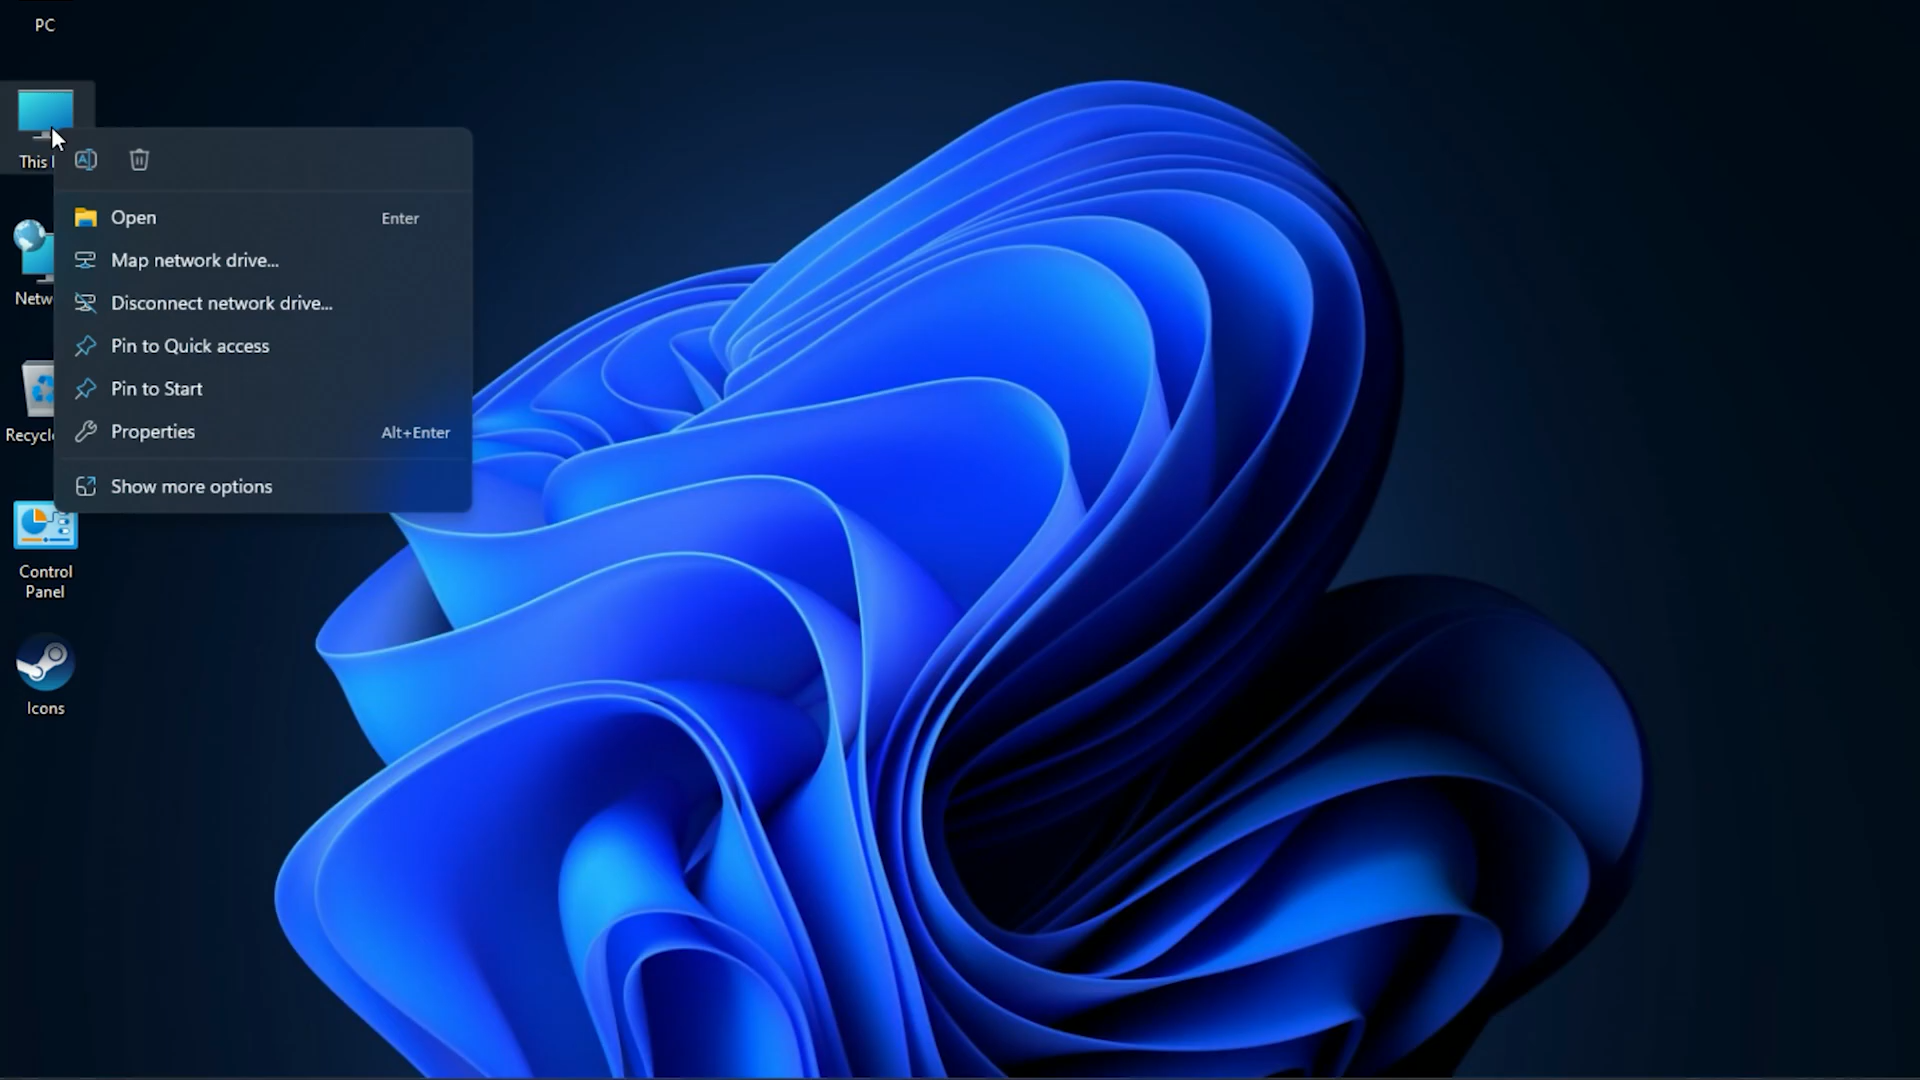 PC
This
Open Enter
Map network drive...
Disconnect network drive...
Pin to Quick access
Pin to Start
Properties Alt+Enter
Show more options
Netw
Recycl
Control
Panel
Icons